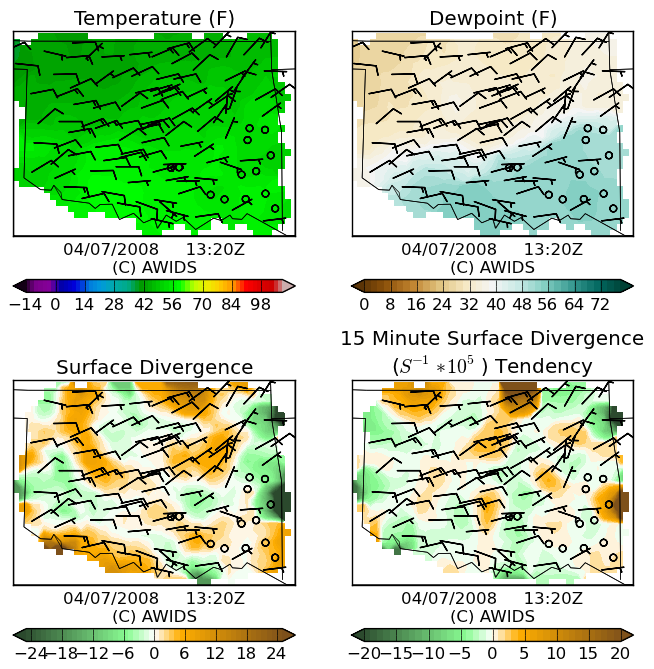 Temperature (F)
Dewpoint (F)
04/07/2008 13:20Z
(C) AWIDS
−14 0 14 28 42 56 70 84 98
04/07/2008 13:20Z
(C) AWIDS
0 8 16 24 32 40 48 56 64 72
Surface Divergence
15 Minute Surface Divergence
(S⁻¹ *10⁵ ) Tendency
04/07/2008 13:20Z
(C) AWIDS
−24 −18 −12 −6 0 6 12 18 24
04/07/2008 13:20Z
(C) AWIDS
−20 −15 −10 −5 0 5 10 15 20